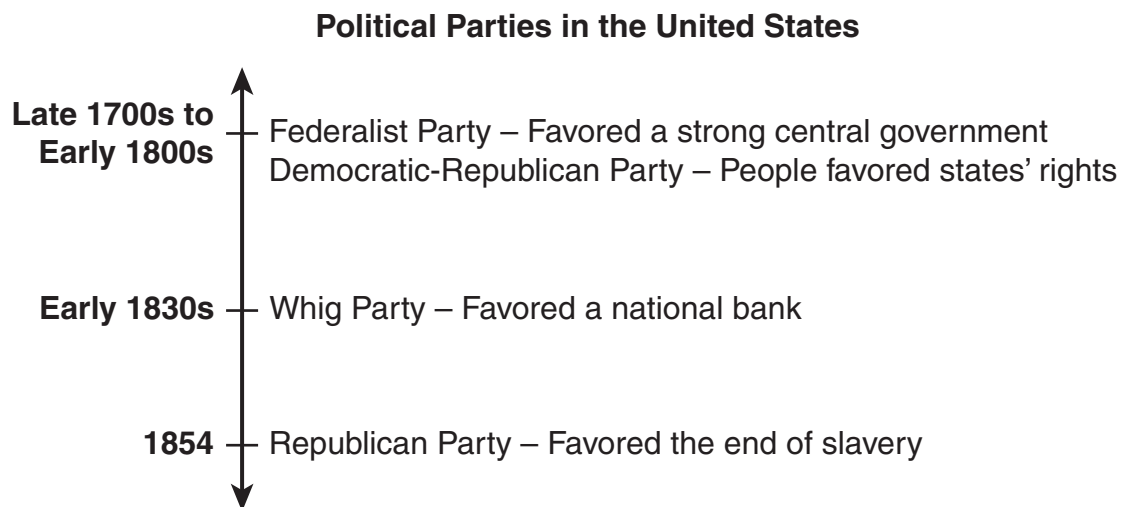 Political Parties in the United States
Late 1700s to
Early 1800s
Federalist Party – Favored a strong central government
Democratic-Republican Party – People favored states’ rights
Early 1830s
Whig Party – Favored a national bank
1854
Republican Party – Favored the end of slavery